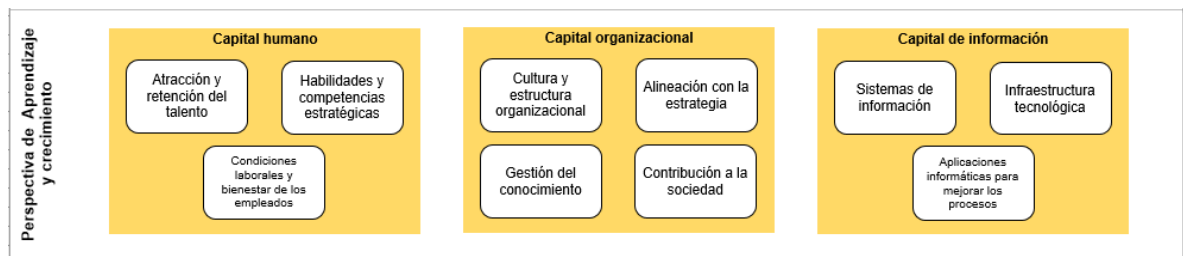 Perspectiva de Aprendizaje
y crecimiento
Capital humano
Atracción y
retención del
talento
Habilidades y
competencias
estratégicas
Condiciones
laborales y
bienestar de los
empleados
Capital organizacional
Cultura y
estructura
organizacional
Alineación con la
estrategia
Gestión del
conocimiento
Contribución a la
sociedad
Capital de información
Sistemas de
información
Infraestructura
tecnológica
Aplicaciones
informáticas para
mejorar los
procesos